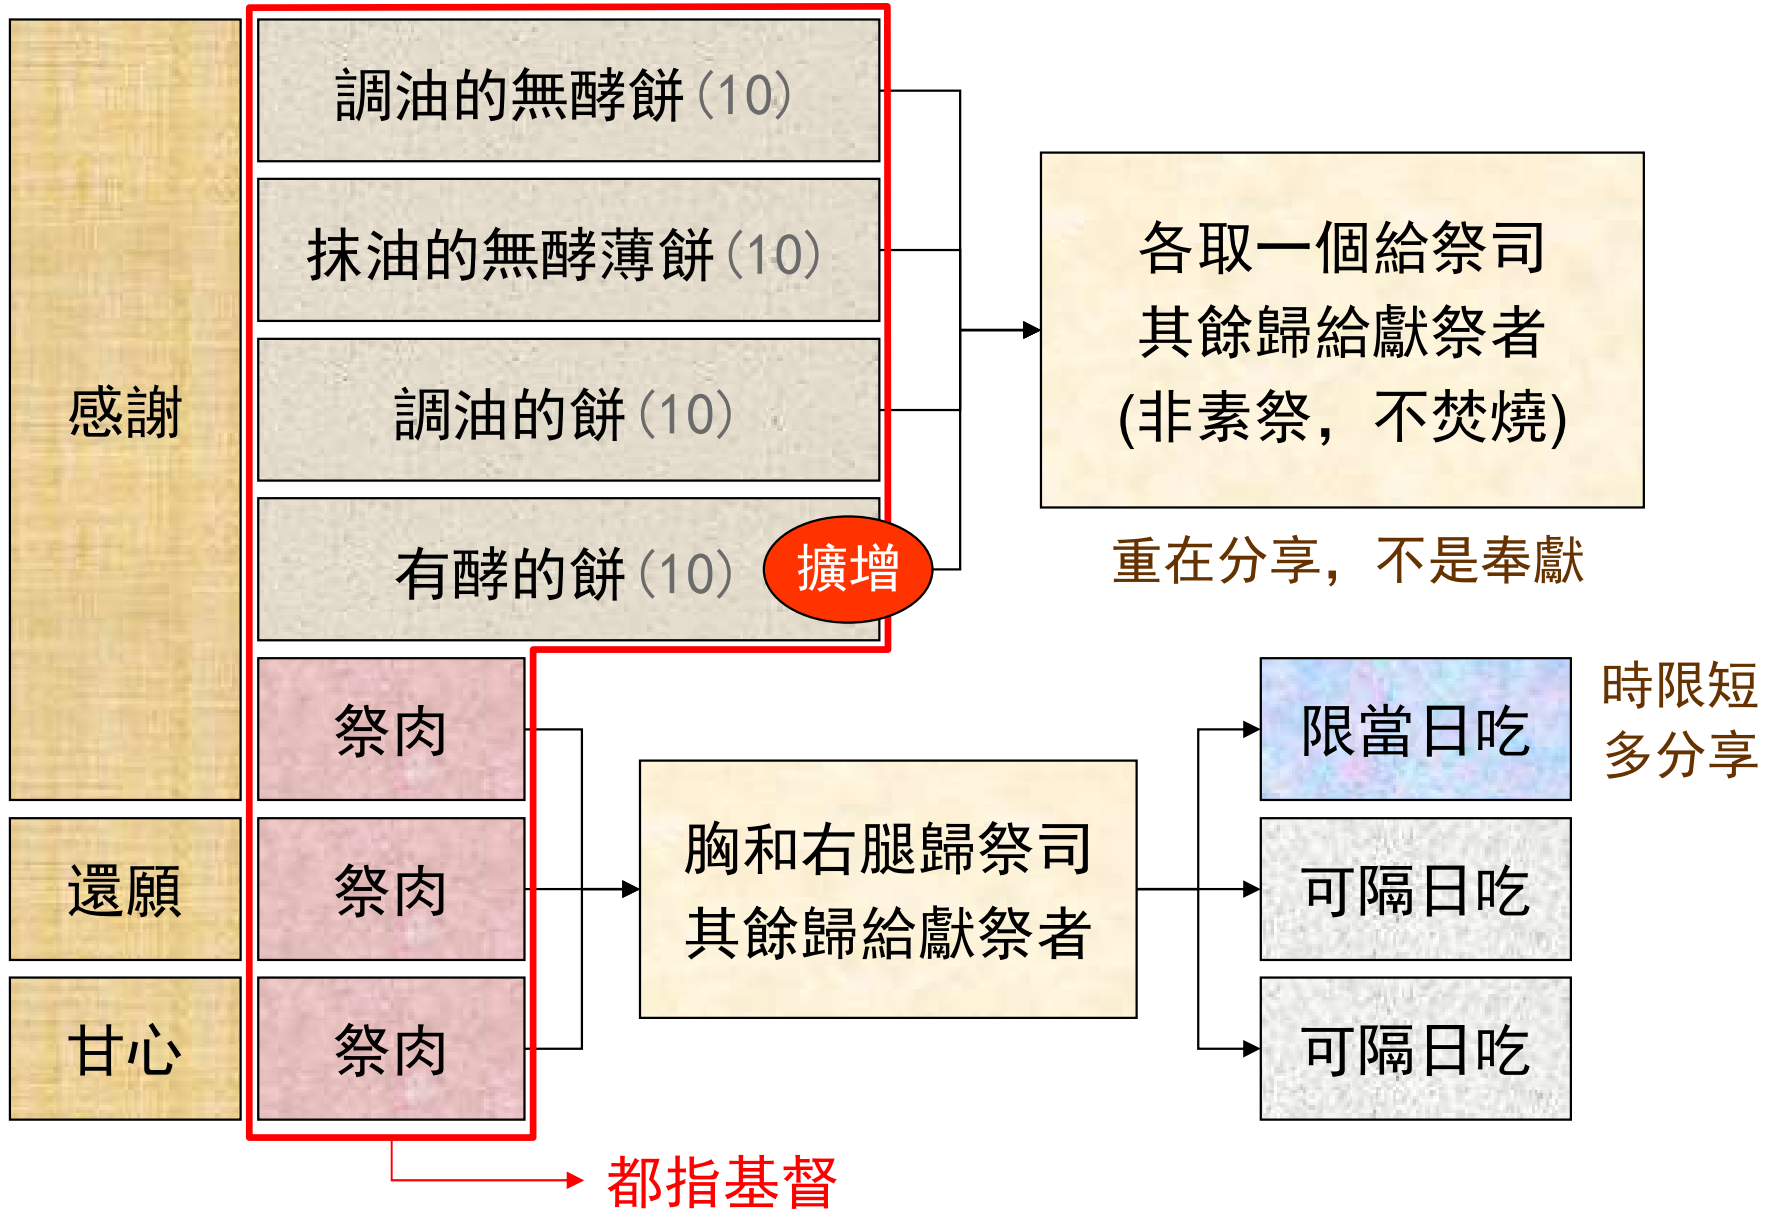 感謝
調油的無酵餅(10)
抹油的無酵薄餅(10)
調油的餅(10)
有酵的餅(10)
擴增
各取一個給祭司
其餘歸給獻祭者
(非素祭，不焚燒)
重在分享，不是奉獻
祭肉
還願
祭肉
甘心
祭肉
胸和右腿歸祭司
其餘歸給獻祭者
限當日吃
時限短
多分享
可隔日吃
可隔日吃
都指基督